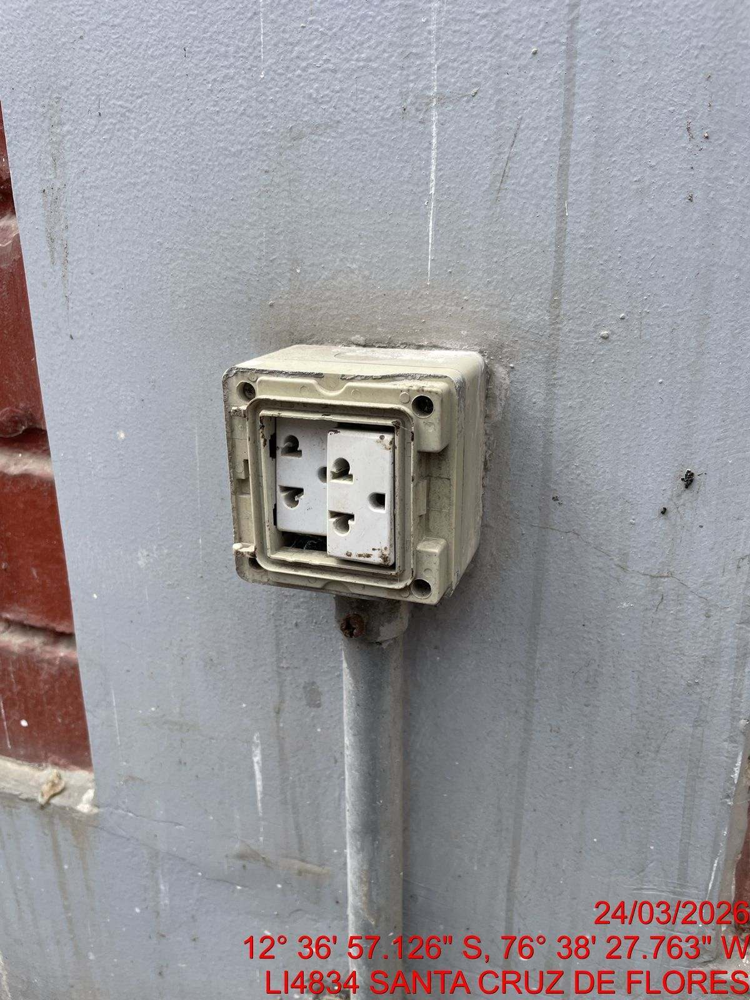 24/03/2026
12° 36' 57.126" S, 76° 38' 27.763" W
LI4834 SANTA CRUZ DE FLORES